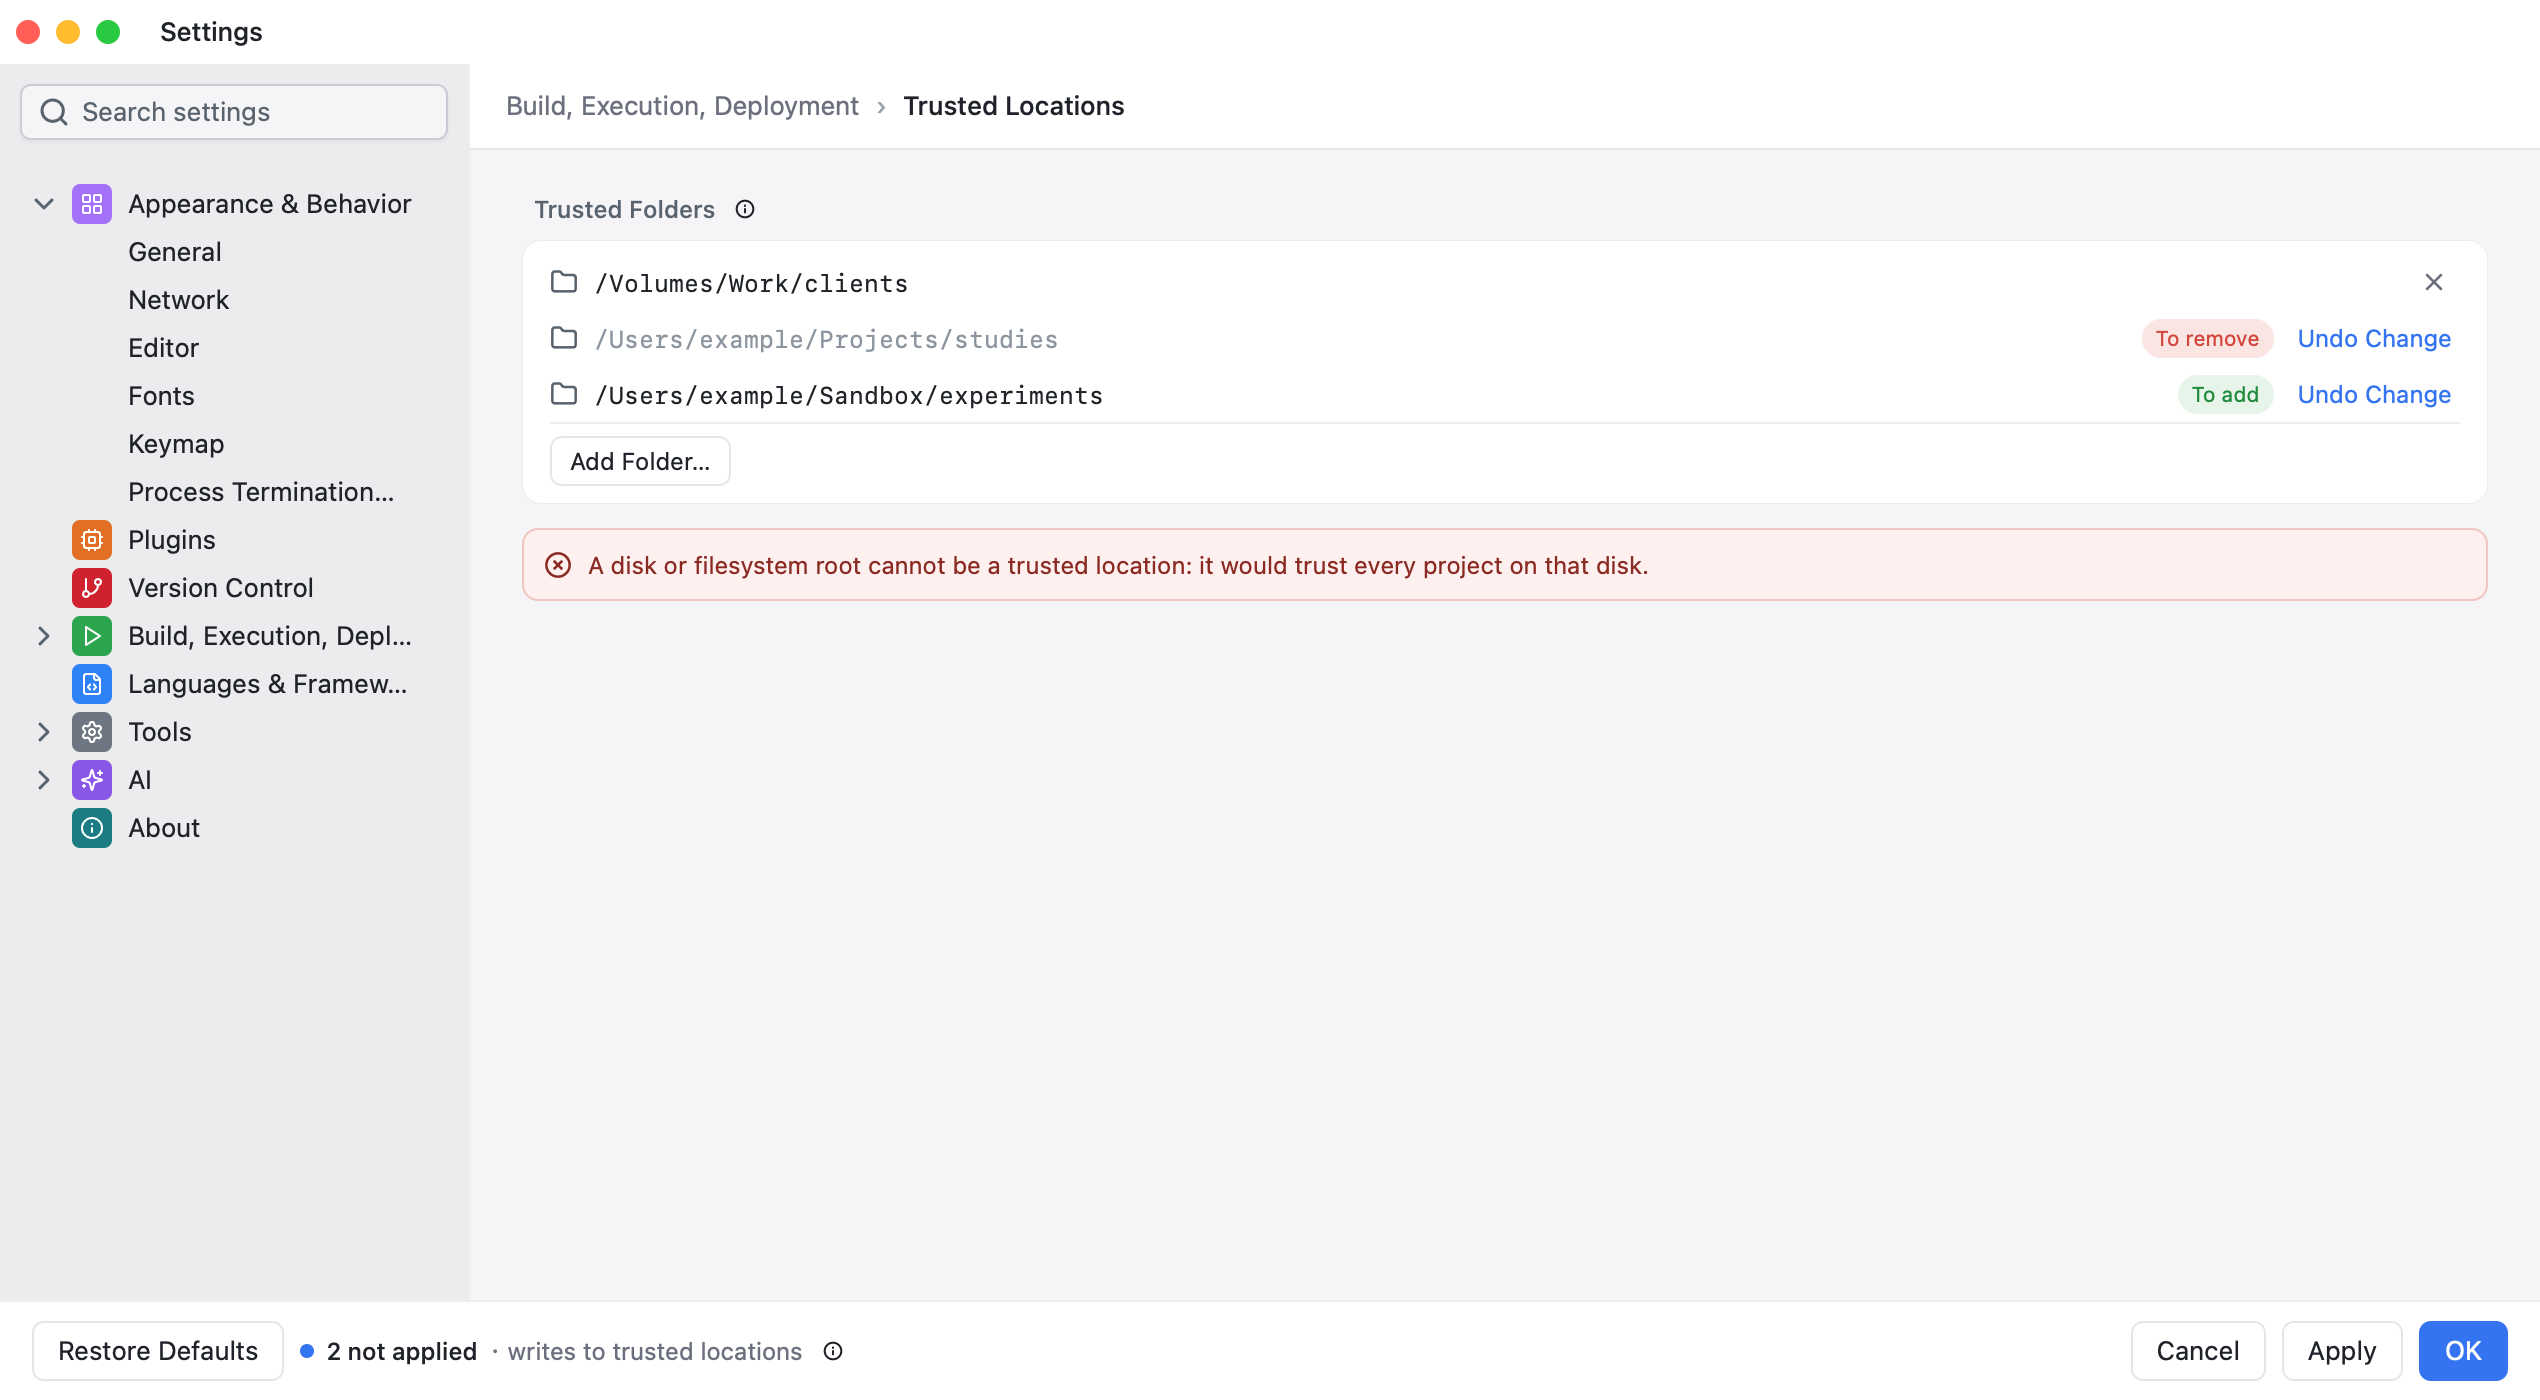 Settings
Search settings
Appearance & Behavior
General
Network
Editor
Fonts
Keymap
Process Termination...
Plugins
Version Control
Build, Execution, Depl...
Languages & Framew...
Tools
AI
About
Build, Execution, Deployment › Trusted Locations
Trusted Folders
/Volumes/Work/clients
/Users/example/Projects/studies To remove Undo Change
/Users/example/Sandbox/experiments To add Undo Change
Add Folder...
A disk or filesystem root cannot be a trusted location: it would trust every project on that disk.
Restore Defaults 2 not applied · writes to trusted locations Cancel Apply OK